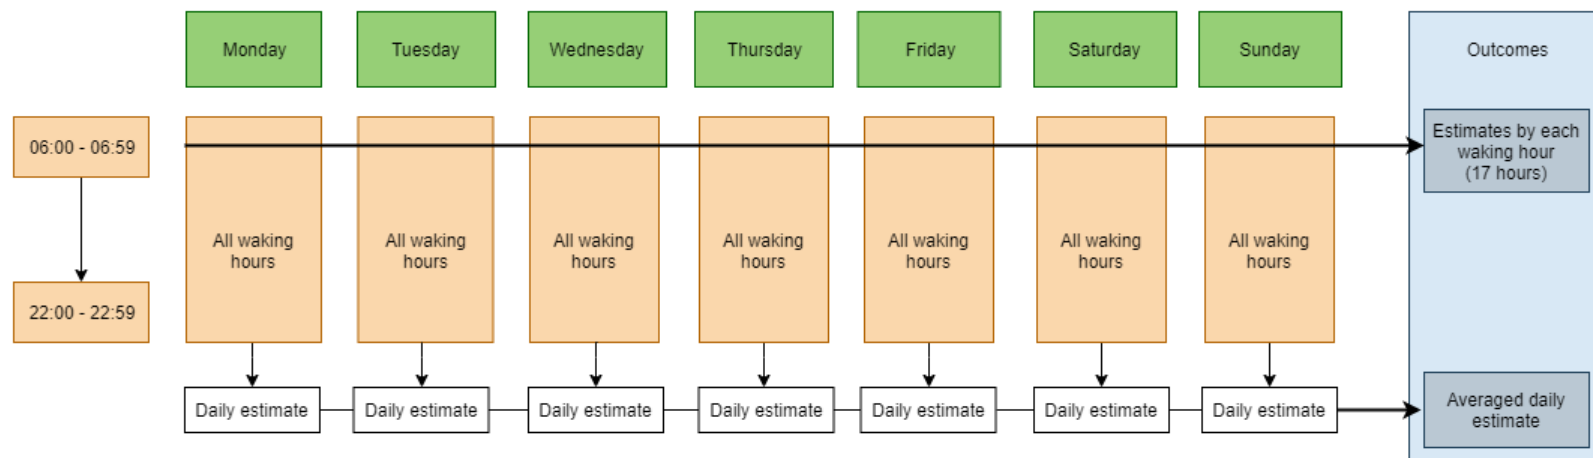 Monday
Tuesday
Wednesday
Thursday
Friday
Saturday
Sunday
Outcomes
06:00 - 06:59
Estimates by each
waking hour
(17 hours)
All waking
hours
All waking
hours
All waking
hours
All waking
hours
All waking
hours
All waking
hours
All waking
hours
22:00 - 22:59
Daily estimate
Daily estimate
Daily estimate
Daily estimate
Daily estimate
Daily estimate
Daily estimate
Averaged daily
estimate